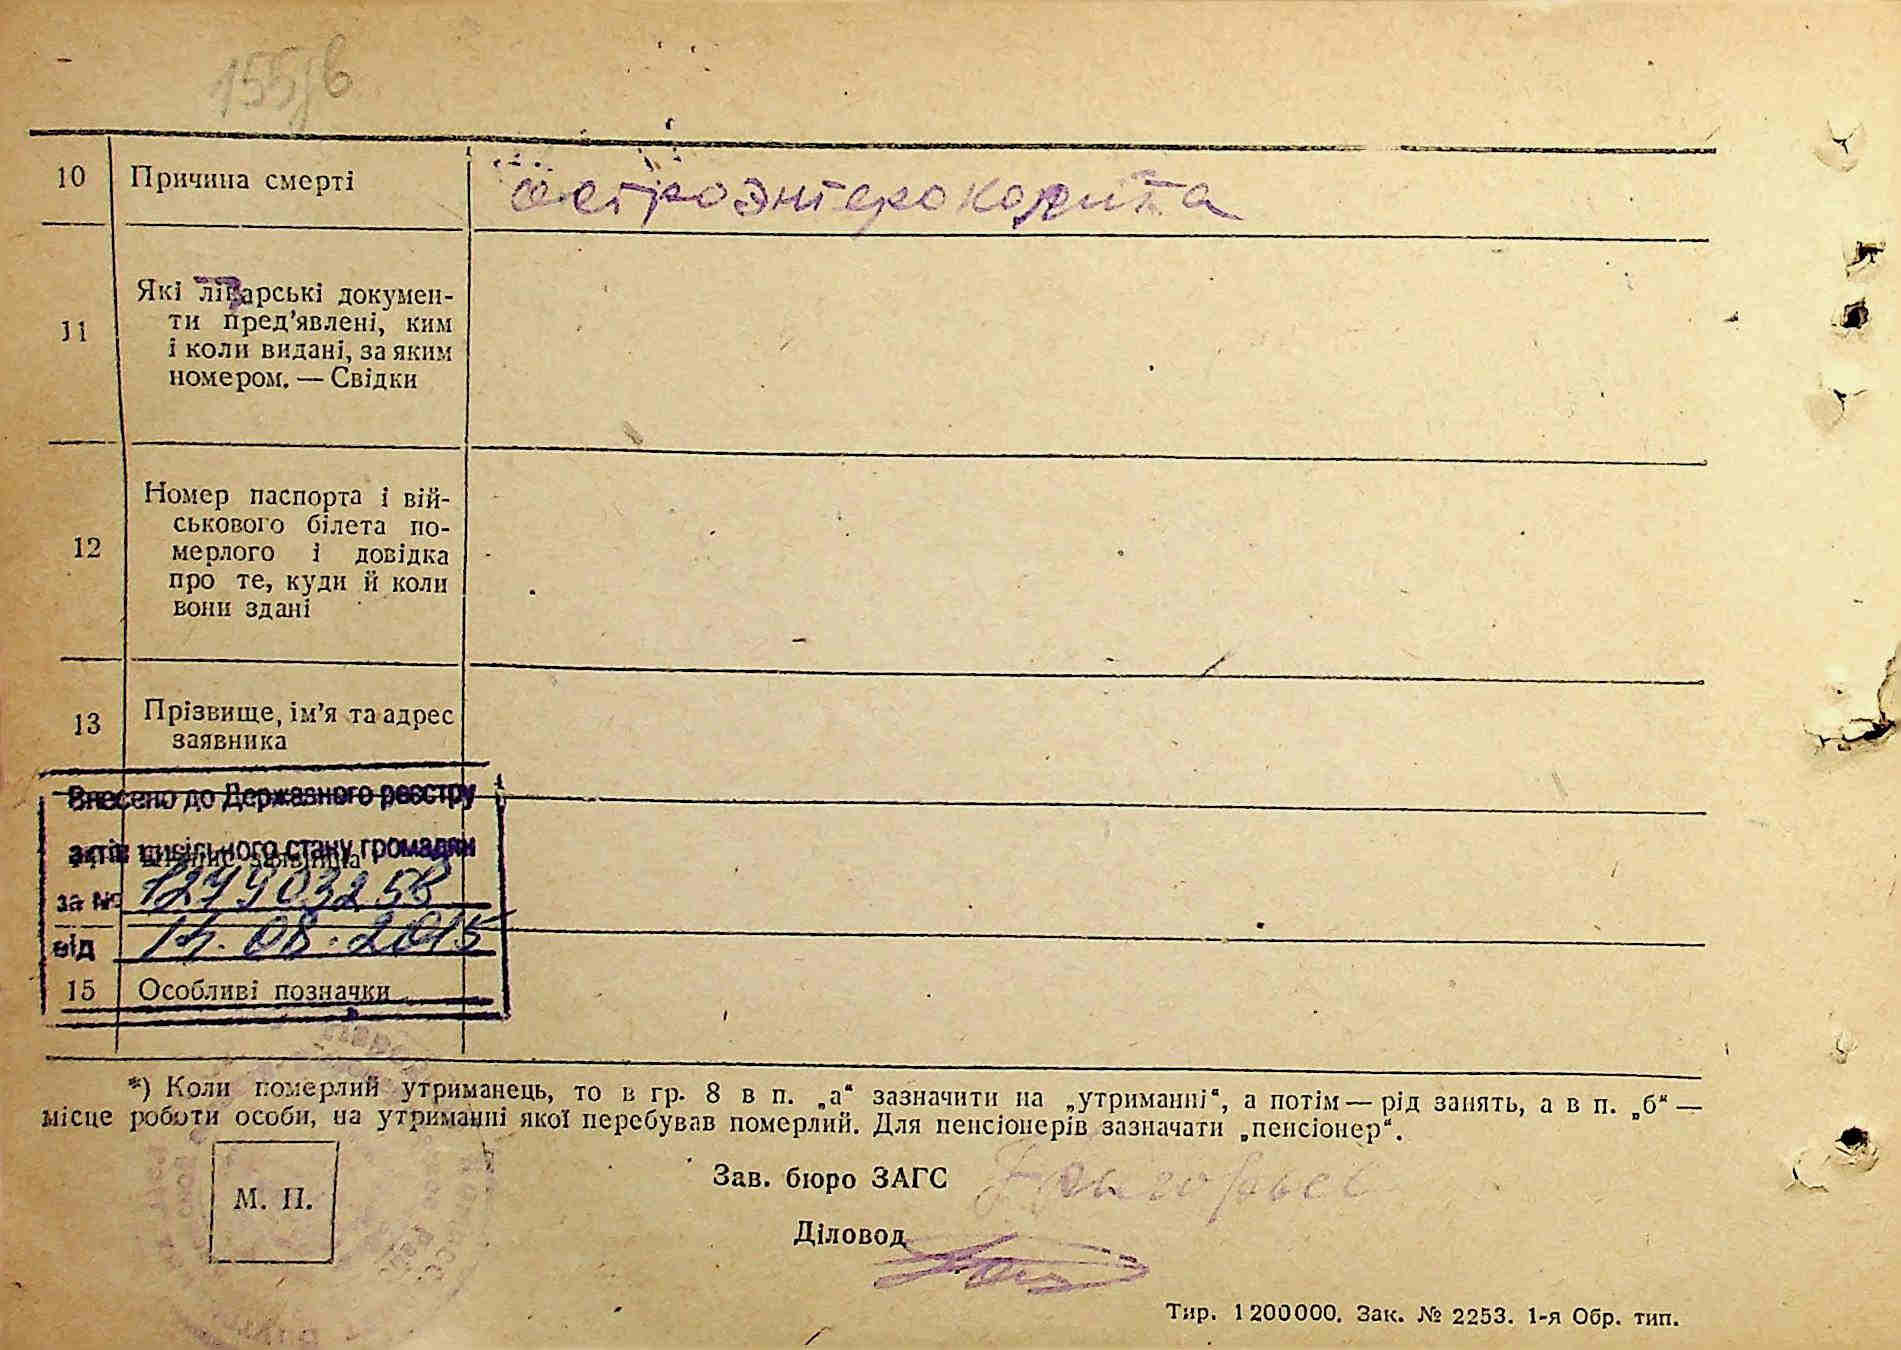 155/в
10 Причина смерті
гастроэнтероколита
11 Які лікарські докумен-
ти пред'явлені, ким
і коли видані, за яким
номером. — Свідки
12 Номер паспорта і вій-
ськового білета по-
мерлого і довідка
про те, куди й коли
вони здані
13 Прізвище, ім'я та адрес
заявника
Внесено до Державного реєстру
актів цивільного стану громадян
за №
від 14.08.2015
15 Особливі позначки
*) Коли померлий утриманець, то в гр. 8 в п. „а“ зазначити на „утриманні“, а потім — рід занять, а в п. „б“ —
місце роботи особи, на утриманні якої перебував померлий. Для пенсіонерів зазначати „пенсіонер“.
М. П.
Зав. бюро ЗАГС
Діловод
Тир. 1200000. Зак. № 2253. 1-я Обр. тип.